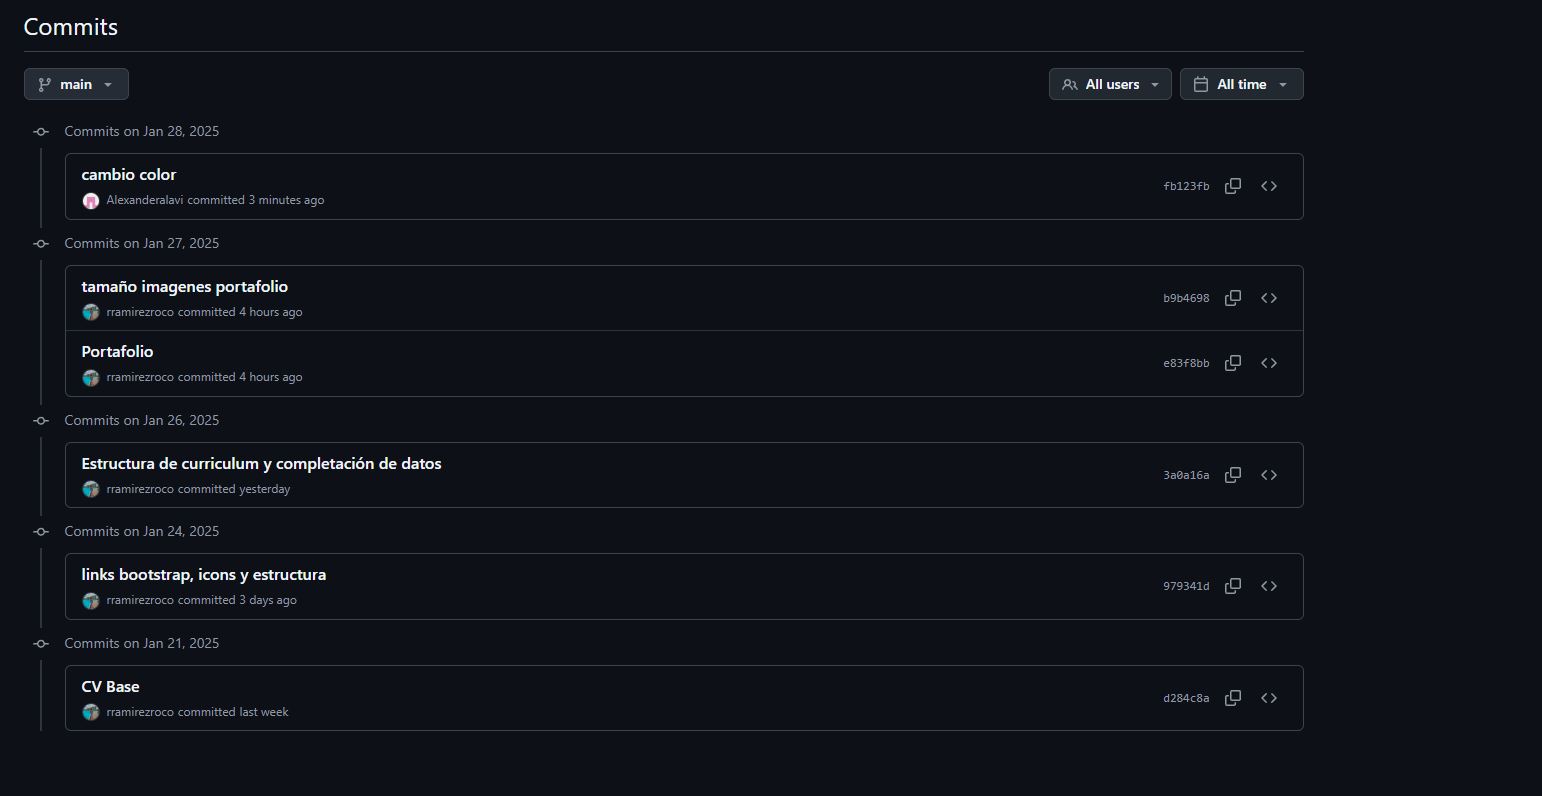 Commits
main
All users
All time
Commits on Jan 28, 2025
cambio color
fb123fb
Alexanderalavi committed 3 minutes ago
Commits on Jan 27, 2025
tamaño imagenes portafolio
b9b4698
rramirezroco committed 4 hours ago
Portafolio
e83f8bb
rramirezroco committed 4 hours ago
Commits on Jan 26, 2025
Estructura de curriculum y completación de datos
3a0a16a
rramirezroco committed yesterday
Commits on Jan 24, 2025
links bootstrap, icons y estructura
979341d
rramirezroco committed 3 days ago
Commits on Jan 21, 2025
CV Base
d284c8a
rramirezroco committed last week